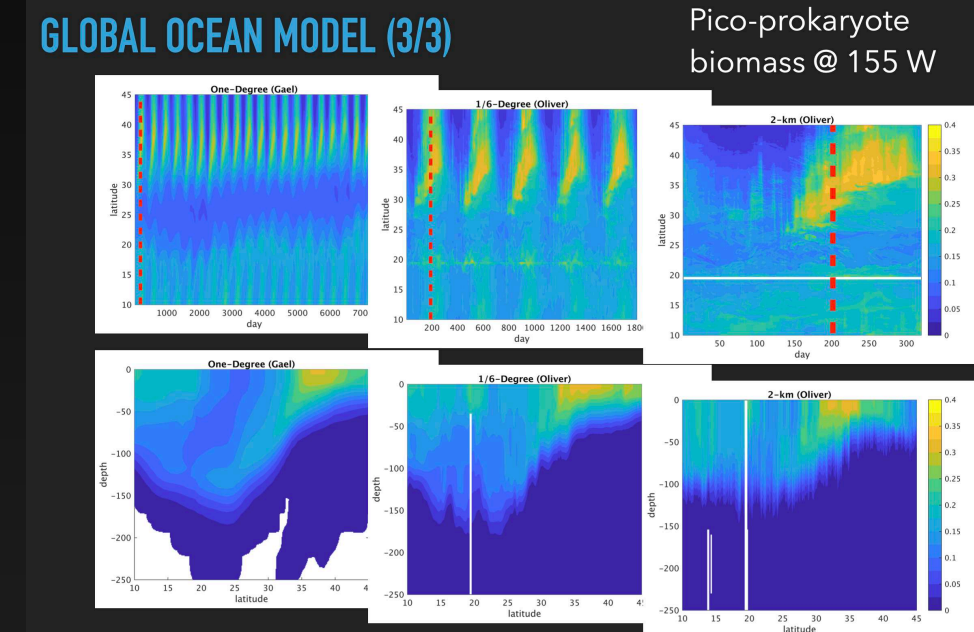 GLOBAL OCEAN MODEL (3/3)
Pico-prokaryote
biomass @ 155 W
One-Degree (Gael)
45
40
35
30
25
20
15
10
latitude
1000 2000 3000 4000 5000 6000 700
day
1/6-Degree (Oliver)
45
40
35
30
25
20
15
10
latitude
200 400 600 800 1000 1200 1400 1600 180
day
2-km (Oliver)
45
40
35
30
25
20
15
10
latitude
50 100 150 200 250 300
day
0.4
0.35
0.3
0.25
0.2
0.15
0.1
0.05
0
One-Degree (Gael)
0
-50
-100
-150
-200
-250
depth
10 15 20 25 30 35 40 4
latitude
1/6-Degree (Oliver)
0
-50
-100
-150
-200
-250
depth
10 15 20 25 30 35 40 4
latitude
2-km (Oliver)
0
-50
-100
-150
-200
-250
depth
10 15 20 25 30 35 40 45
latitude
0.4
0.35
0.3
0.25
0.2
0.15
0.1
0.05
0